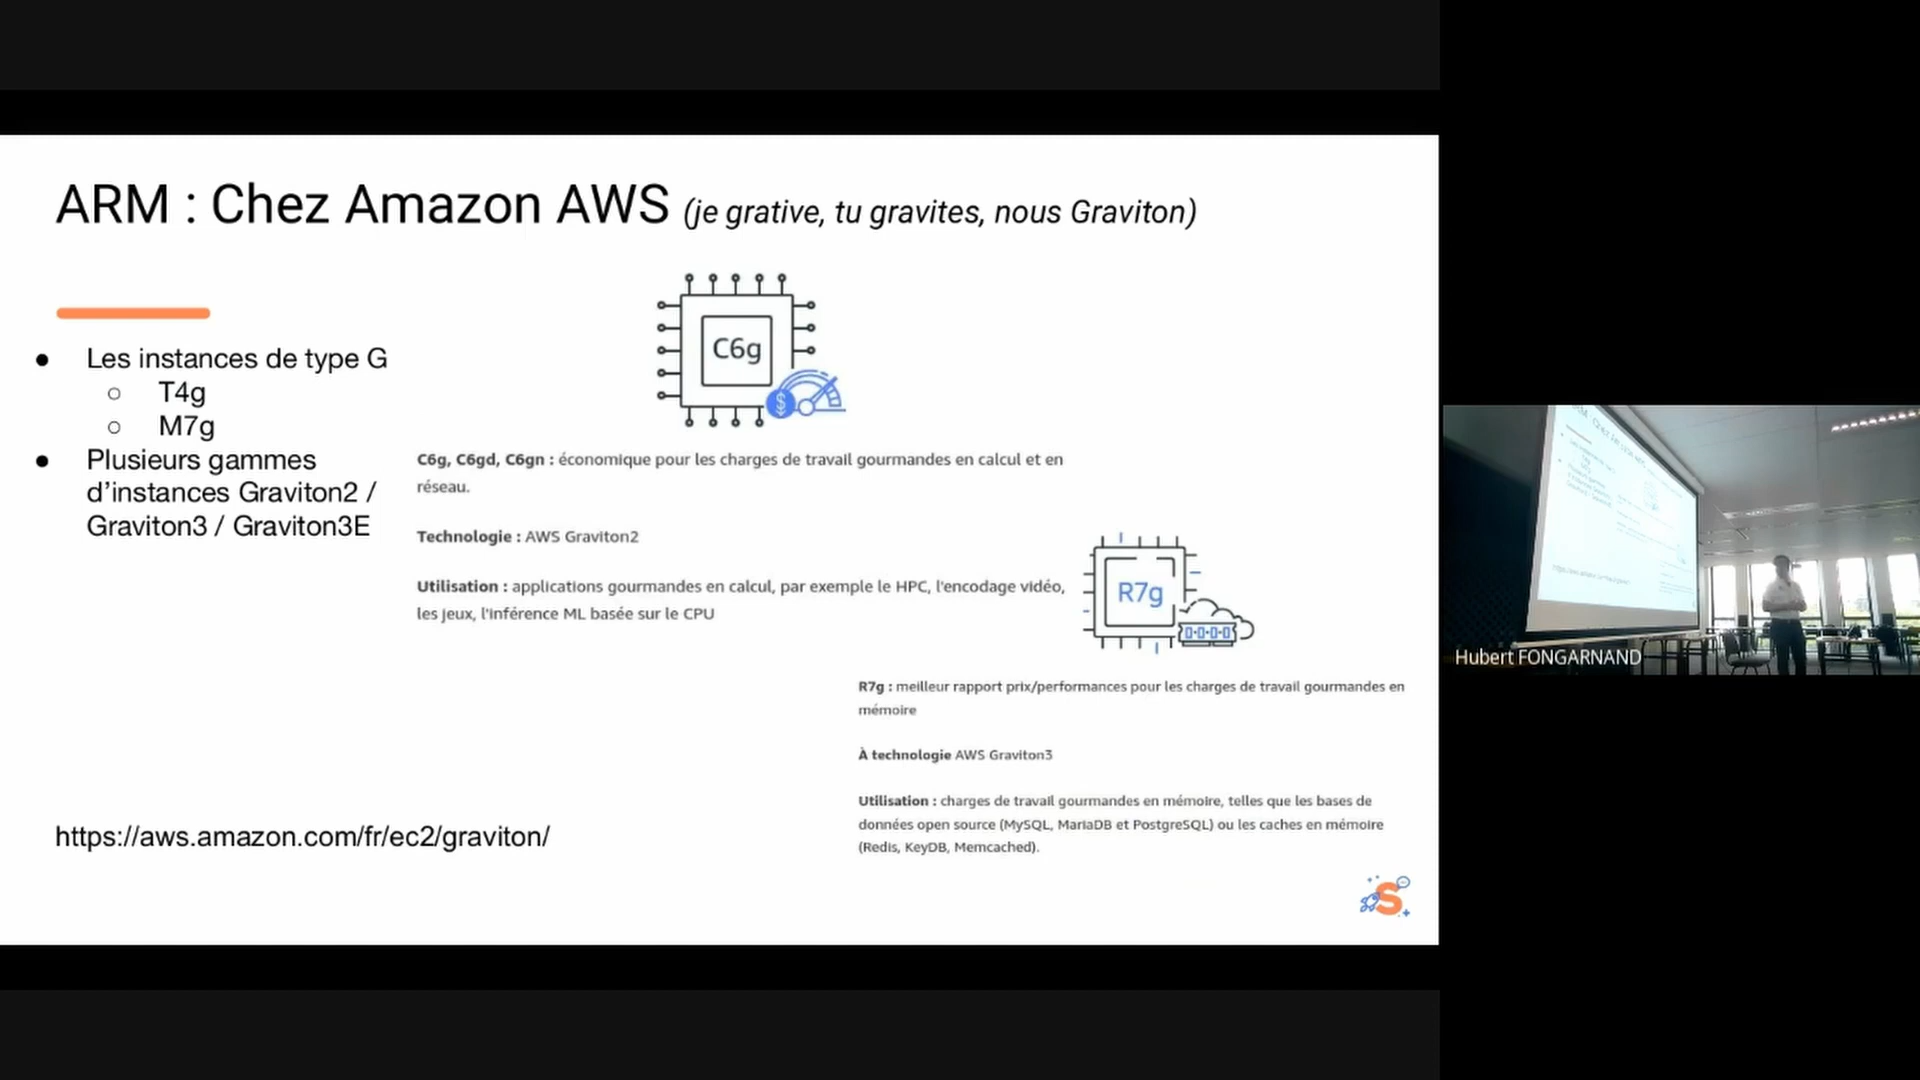 ARM : Chez Amazon AWS (je grative, tu gravites, nous Graviton)
● Les instances de type G
○ T4g
○ M7g
● Plusieurs gammes
d’instances Graviton2 /
Graviton3 / Graviton3E
C6g
C6g, C6gd, C6gn : économique pour les charges de travail gourmandes en calcul et en
réseau.
Technologie : AWS Graviton2
Utilisation : applications gourmandes en calcul, par exemple le HPC, l'encodage vidéo,
les jeux, l'inférence ML basée sur le CPU
R7g
R7g : meilleur rapport prix/performances pour les charges de travail gourmandes en
mémoire
À technologie AWS Graviton3
Utilisation : charges de travail gourmandes en mémoire, telles que les bases de
données open source (MySQL, MariaDB et PostgreSQL) ou les caches en mémoire
(Redis, KeyDB, Memcached).
https://aws.amazon.com/fr/ec2/graviton/
S
Hubert FONGARNAND